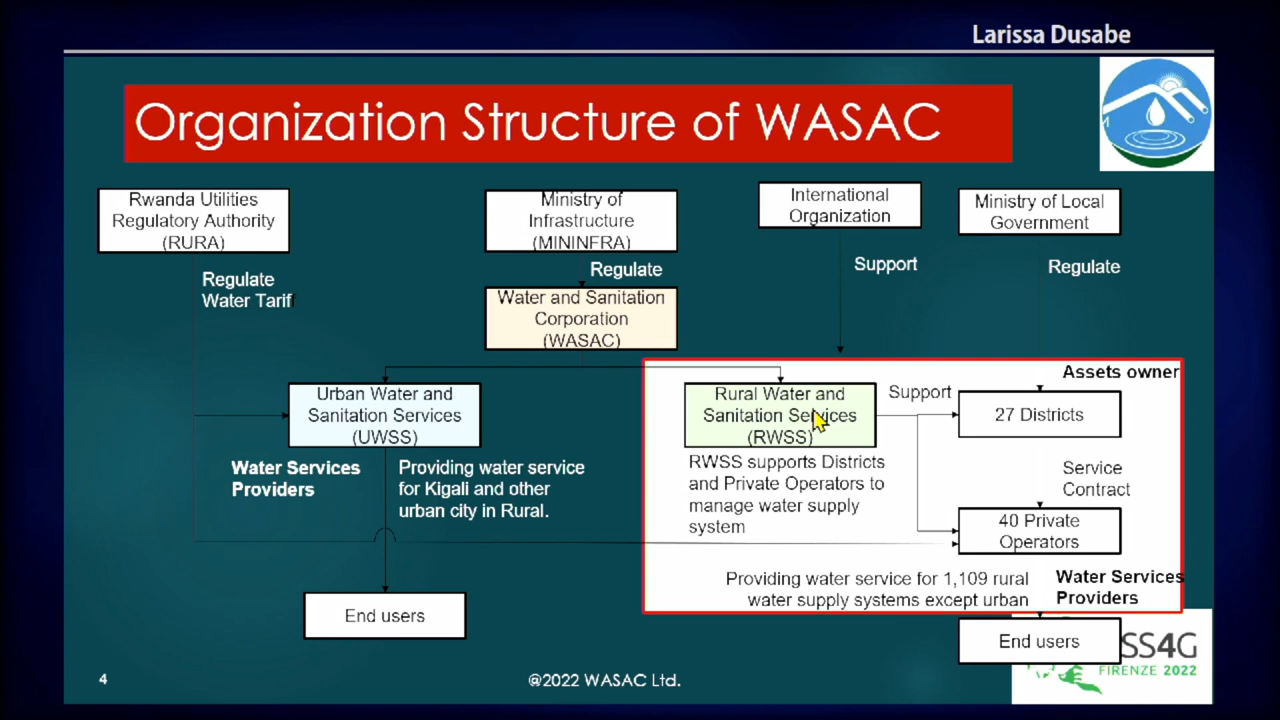 Larissa Dusabe
Organization Structure of WASAC
Rwanda Utilities
Regulatory Authority
(RURA)
Ministry of
Infrastructure
(MININFRA)
International
Organization
Ministry of Local
Government
Regulate
Water Tarif
Regulate
Support
Regulate
Water and Sanitation
Corporation
(WASAC)
Urban Water and
Sanitation Services
(UWSS)
Rural Water and
Sanitation Services
(RWSS)
Support
Assets owner
27 Districts
Water Services
Providers
Providing water service
for Kigali and other
urban city in Rural.
RWSS supports Districts
and Private Operators to
manage water supply
system
Service
Contract
40 Private
Operators
Providing water service for 1,109 rural
water supply systems except urban
Water Services
Providers
End users
End users
SS4G
FIRENZE 2022
4
@2022 WASAC Ltd.